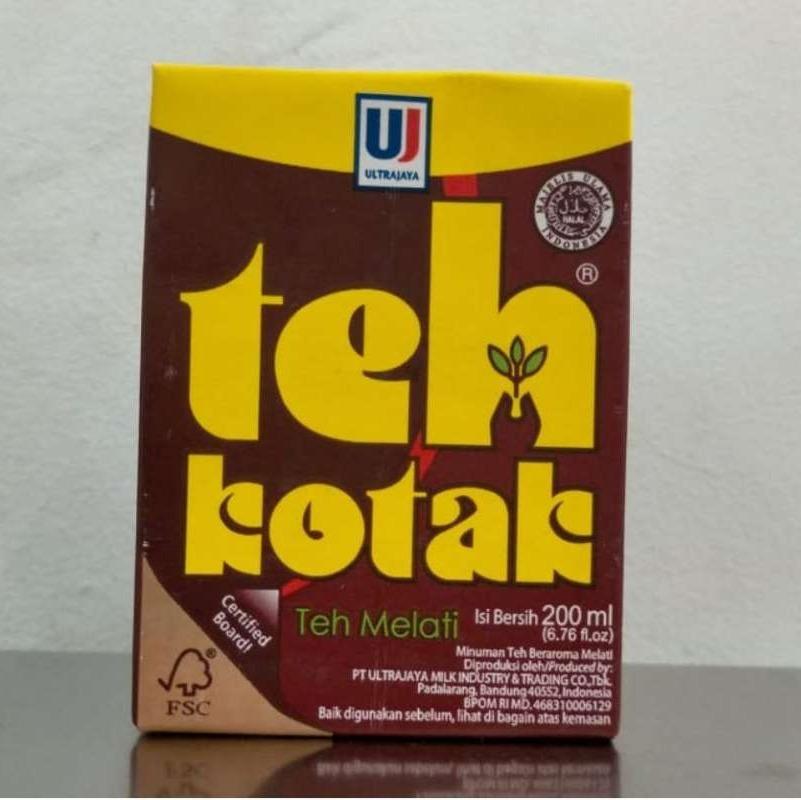 UJ
ULTRAJAYA
MAJELIS ULAMA
HALAL
INDONESIA
teh
®
kotak
Certified
Board!
Teh Melati
Isi Bersih 200 ml
(6.76 fl.oz)
Minuman Teh Beraroma Melati
Diproduksi oleh/Produced by:
PT ULTRAJAYA MILK INDUSTRY & TRADING CO.,Tbk.
Padalarang, Bandung 40552, Indonesia
BPOM RI MD. 468310006129
Baik digunakan sebelum, lihat di bagain atas kemasan
®
FSC